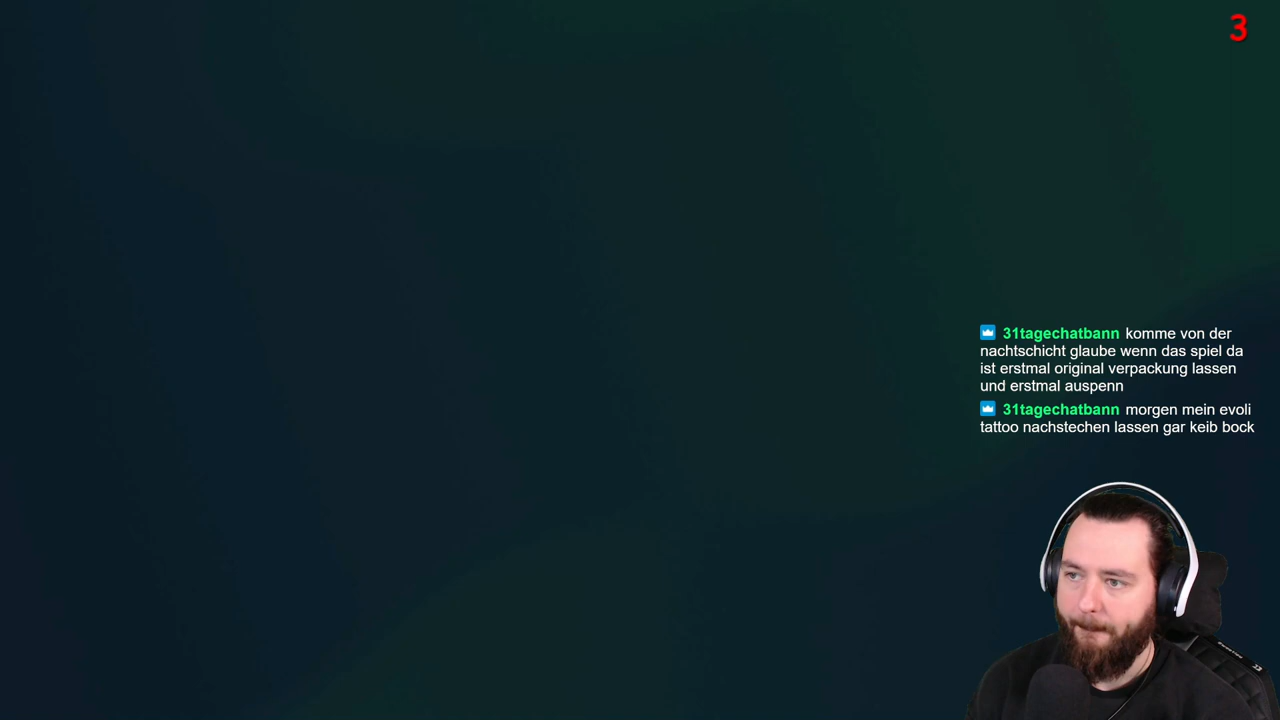 3
31tagechatbann komme von der
nachtschicht glaube wenn das spiel da
ist erstmal original verpackung lassen
und erstmal auspenn
31tagechatbann morgen mein evoli
tattoo nachstechen lassen gar keib bock